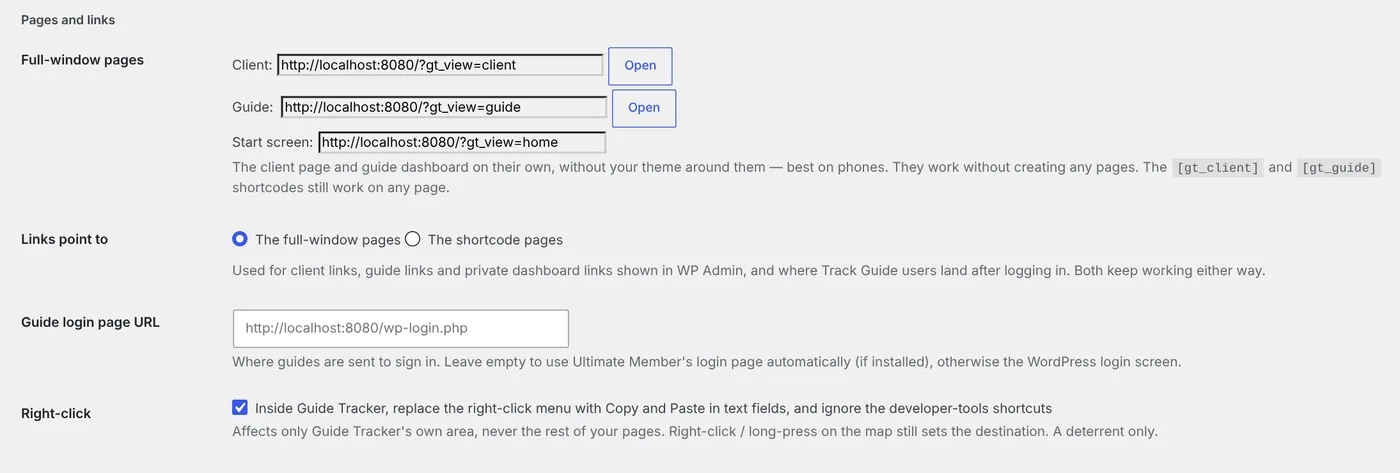 Pages and links
Full-window pages
Client: http://localhost:8080/?gt_view=client Open
Guide: http://localhost:8080/?gt_view=guide Open
Start screen: http://localhost:8080/?gt_view=home
The client page and guide dashboard on their own, without your theme around them — best on phones. They work without creating any pages. The [gt_client] and [gt_guide]
shortcodes still work on any page.
Links point to
The full-window pages The shortcode pages
Used for client links, guide links and private dashboard links shown in WP Admin, and where Track Guide users land after logging in. Both keep working either way.
Guide login page URL
http://localhost:8080/wp-login.php
Where guides are sent to sign in. Leave empty to use Ultimate Member's login page automatically (if installed), otherwise the WordPress login screen.
Right-click
Inside Guide Tracker, replace the right-click menu with Copy and Paste in text fields, and ignore the developer-tools shortcuts
Affects only Guide Tracker's own area, never the rest of your pages. Right-click / long-press on the map still sets the destination. A deterrent only.